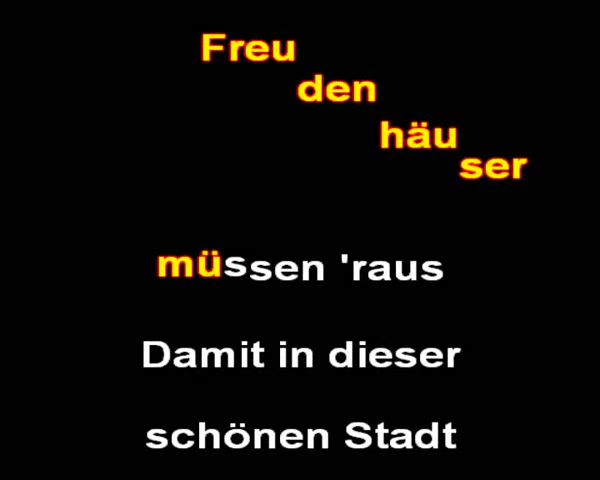 Freu
den
häu
ser
müssen 'raus
Damit in dieser
schönen Stadt